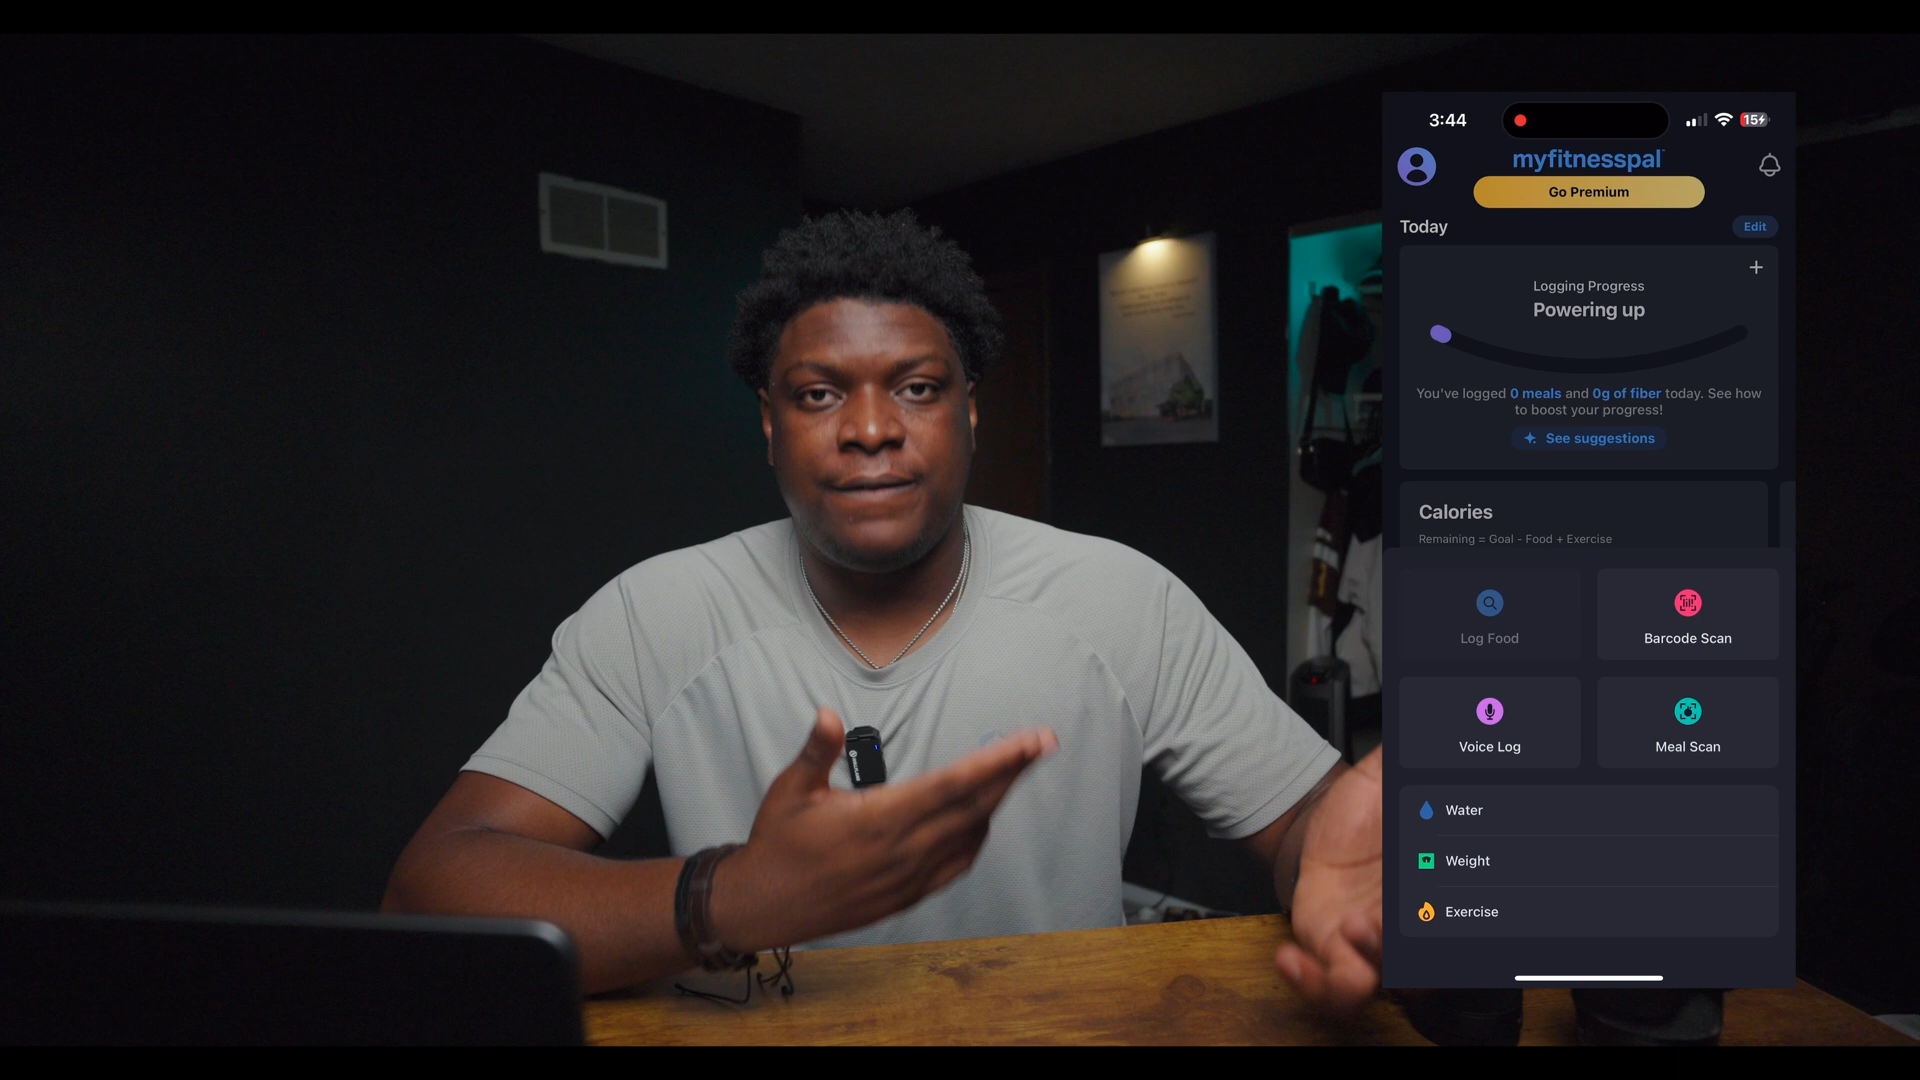 3:44
15
myfitnesspal
Go Premium
Today
Edit
Logging Progress
Powering up
You've logged 0 meals and 0g of fiber today. See how
to boost your progress!
See suggestions
Calories
Remaining = Goal - Food + Exercise
Log Food
Barcode Scan
Voice Log
Meal Scan
Water
Weight
Exercise